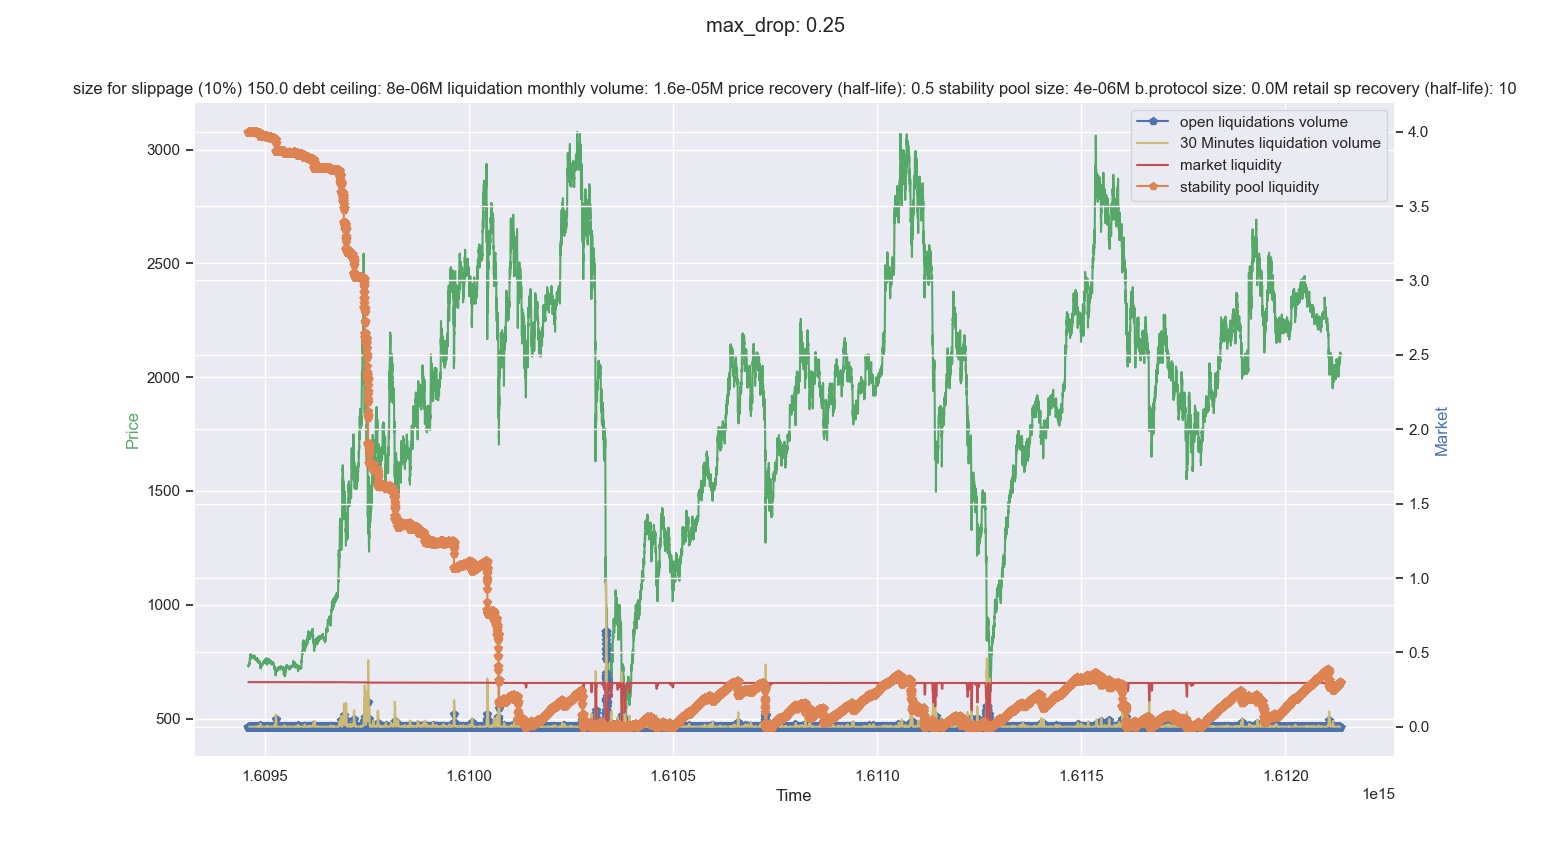 max_drop: 0.25
size for slippage (10%) 150.0 debt ceiling: 8e-06M liquidation monthly volume: 1.6e-05M price recovery (half-life): 0.5 stability pool size: 4e-06M b.protocol size: 0.0M retail sp recovery (half-life): 10
open liquidations volume
30 Minutes liquidation volume
market liquidity
stability pool liquidity
3000
2500
2000
1500
1000
500
Price
4.0
3.5
3.0
2.5
2.0
1.5
1.0
0.5
0.0
Market
1.6095 1.6100 1.6105 1.6110 1.6115 1.6120
Time
1e15